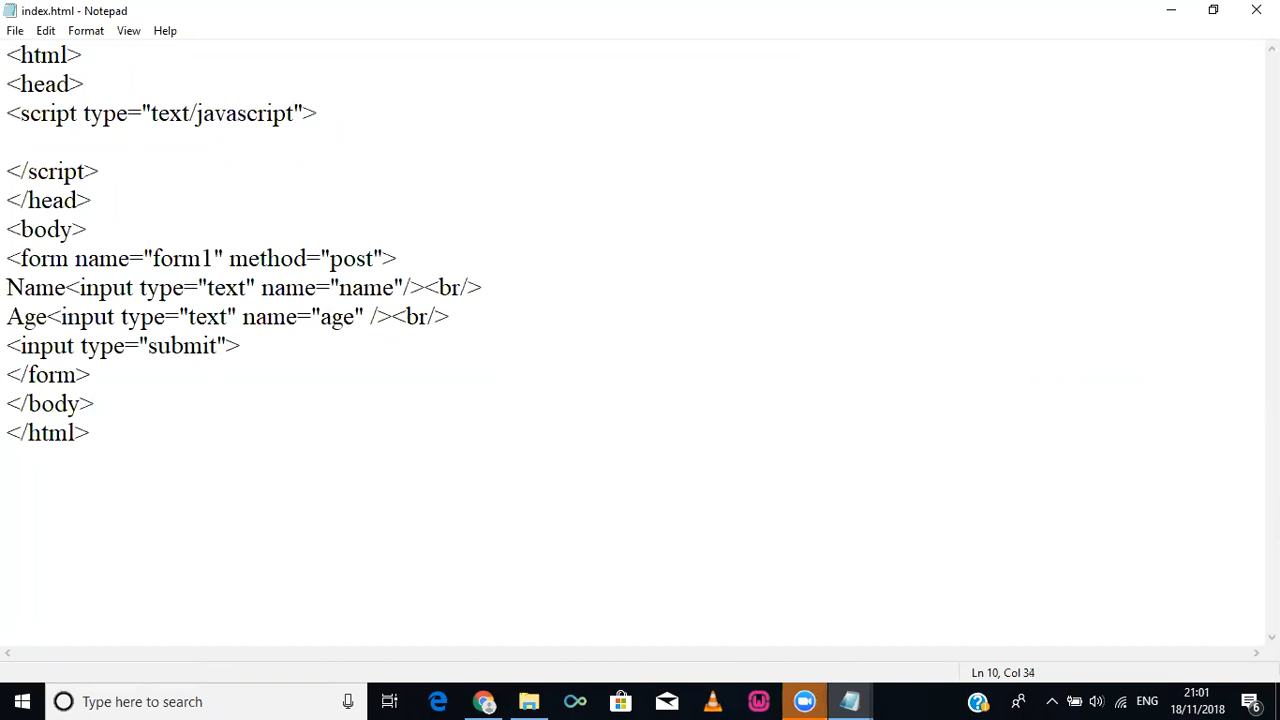 index.html - Notepad
File Edit Format View Help
<html>
<head>
<script type="text/javascript">
</script>
</head>
<body>
<form name="form1" method="post">
Name<input type="text" name="name"/><br/>
Age<input type="text" name="age" /><br/>
<input type="submit">
</form>
</body>
</html>
Ln 10, Col 34
Type here to search
ENG
21:01
18/11/2018
6